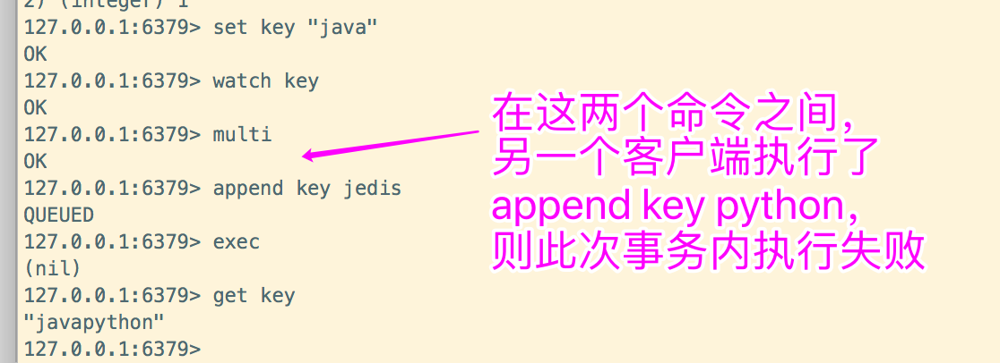 2) (integer) 1
127.0.0.1:6379> set key "java"
OK
127.0.0.1:6379> watch key
OK
127.0.0.1:6379> multi
OK
127.0.0.1:6379> append key jedis
QUEUED
127.0.0.1:6379> exec
(nil)
127.0.0.1:6379> get key
"javapython"
127.0.0.1:6379>
在这两个命令之间，
另一个客户端执行了
append key python，
则此次事务内执行失败